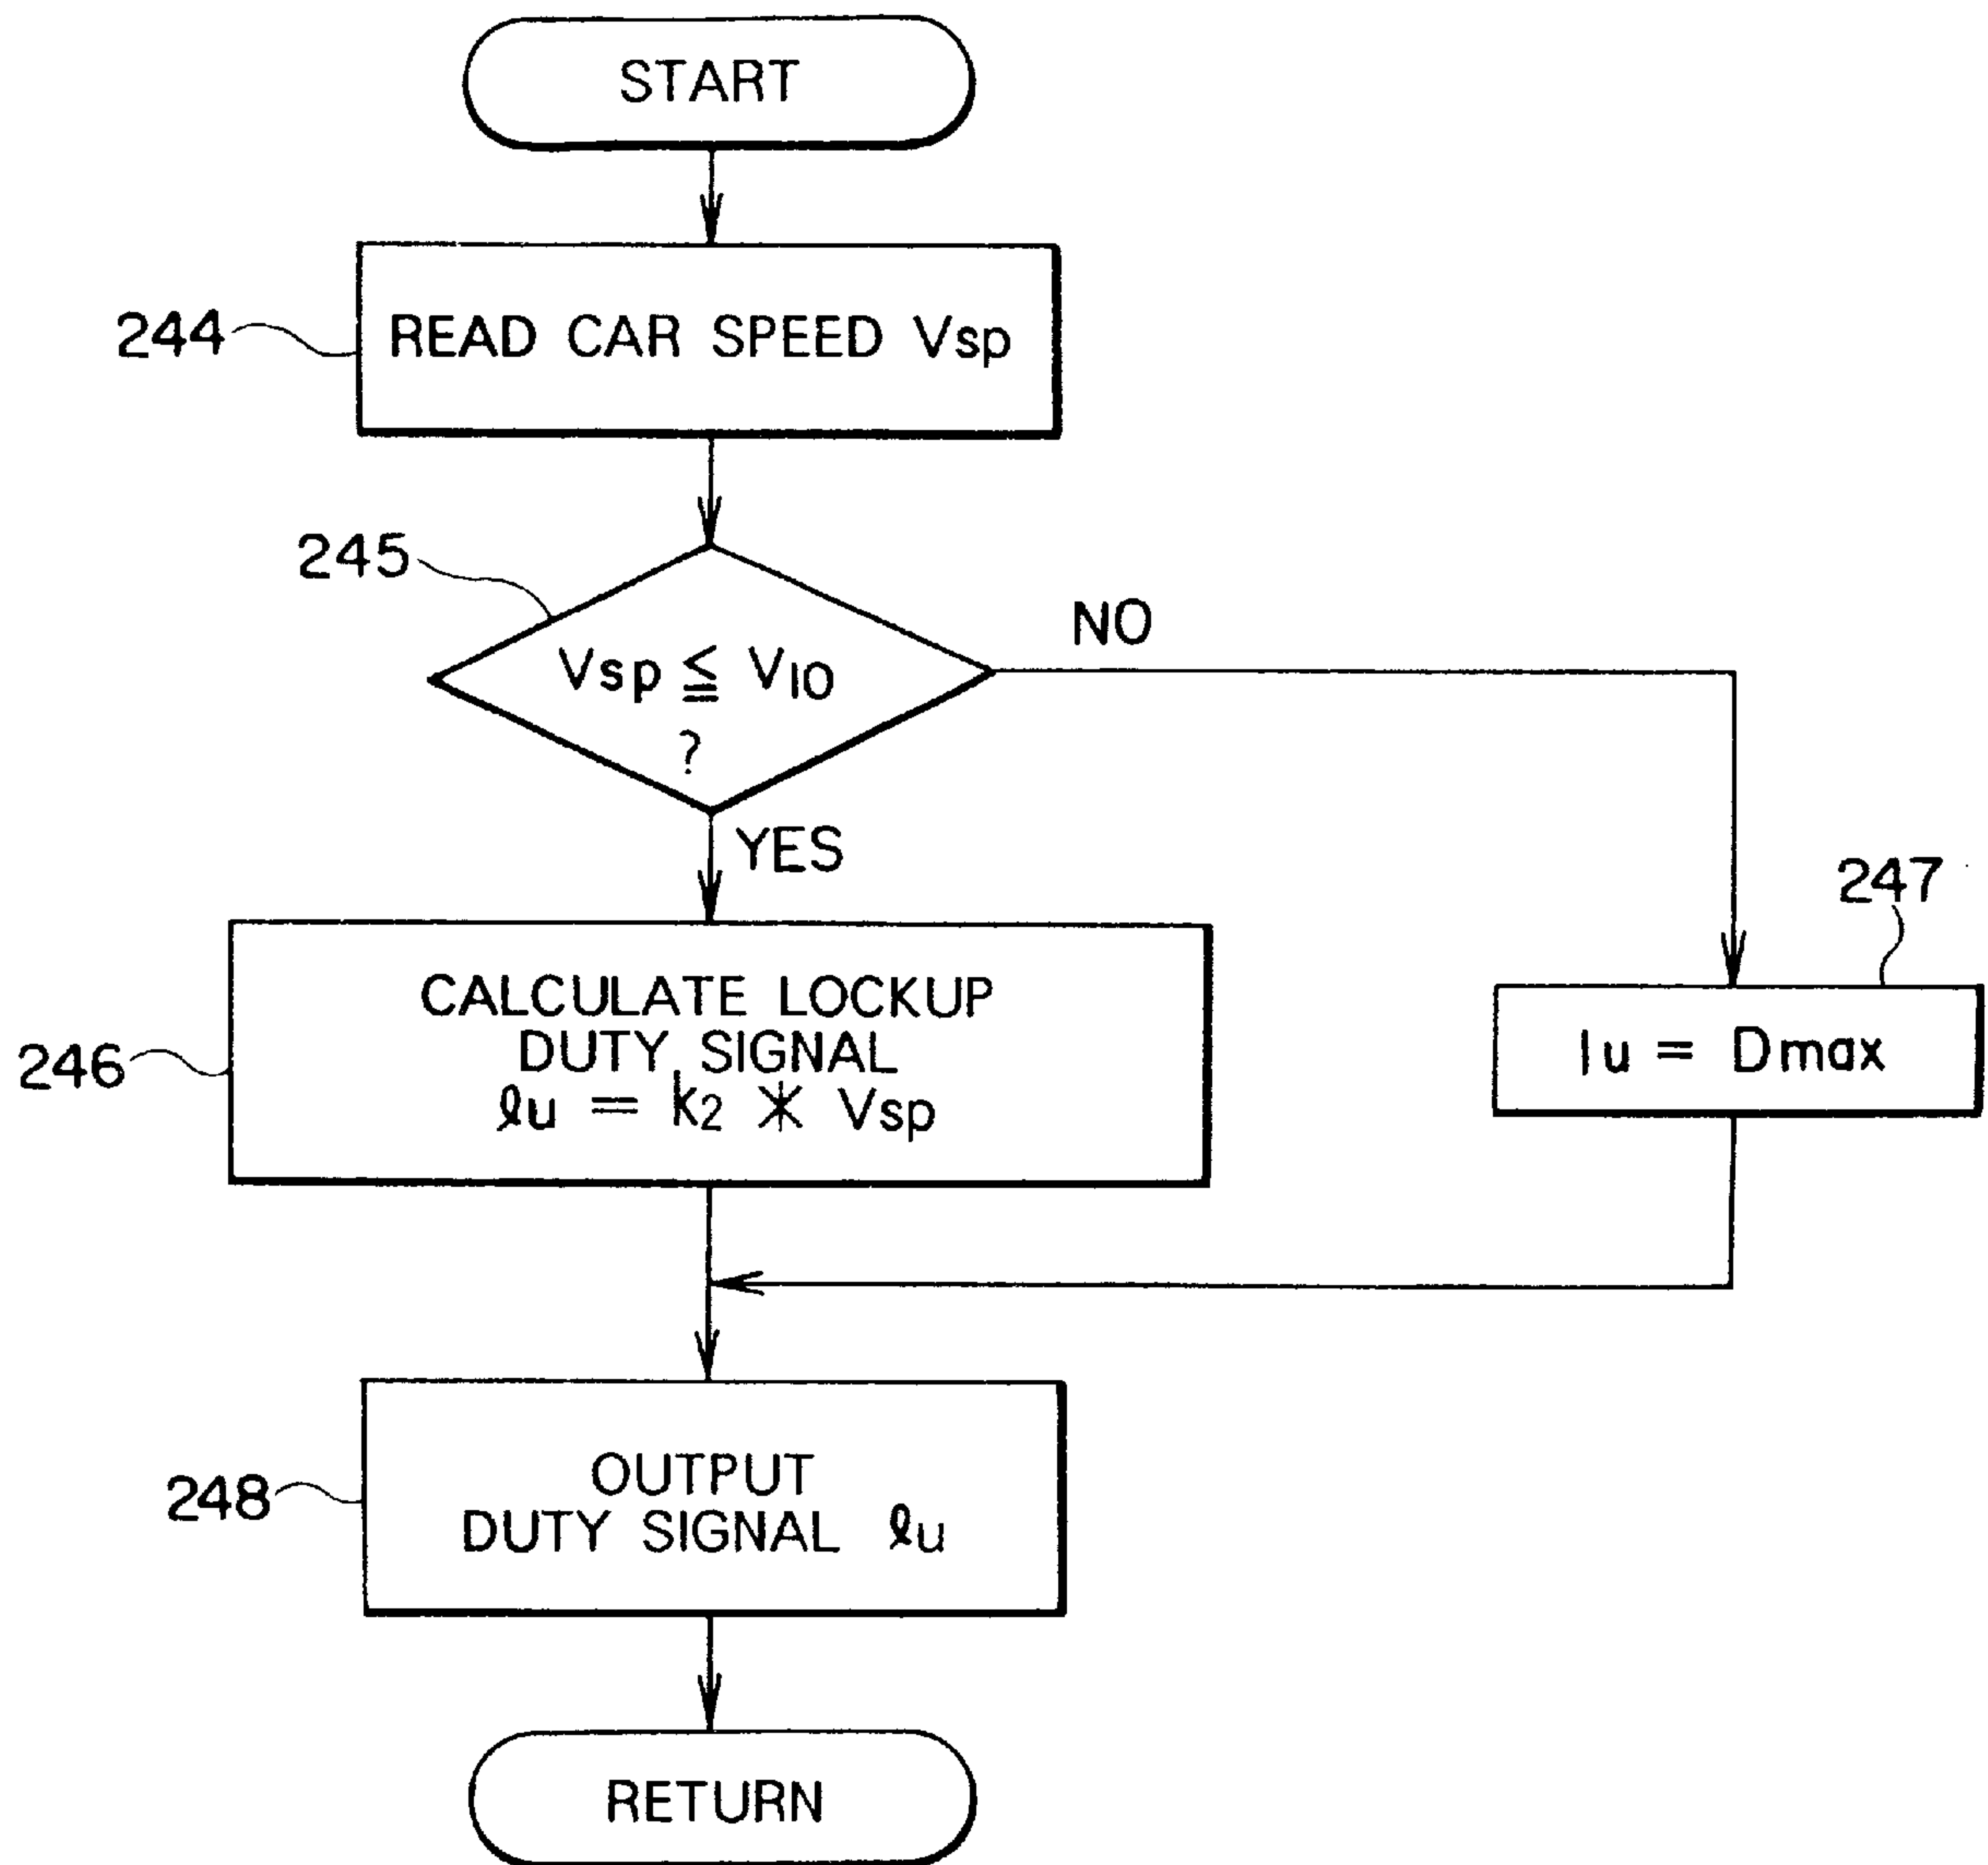 START
244
READ CAR SPEED Vsp
245
Vsp ≦ V10
?
NO
YES
247
CALCULATE LOCKUP
DUTY SIGNAL
ℓu = k2 * Vsp
246
lu = Dmax
OUTPUT
DUTY SIGNAL ℓu
248
RETURN